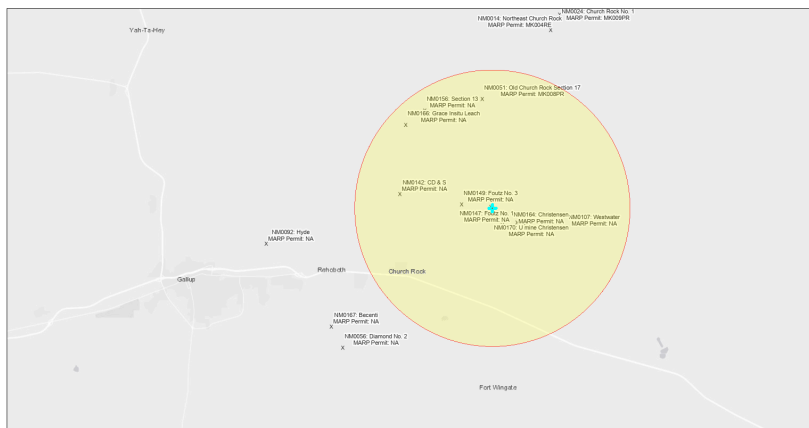 NM0024: Church Rock No. 1
MARP Permit: MK009PR
NM0014: Northeast Church Rock
MARP Permit: MK004RE
Yah-Ta-Hey
NM0051: Old Church Rock Section 17
MARP Permit: MK008PR
NM0156: Section 13
MARP Permit: NA
NM0166: Grace Insitu Leach
MARP Permit: NA
NM0142: CD & S
MARP Permit: NA
NM0149: Foutz No. 3
MARP Permit: NA
NM0147: Foutz No. 1
MARP Permit: NA
NM0164: Christensen
MARP Permit: NA
NM0107: Westwater
MARP Permit: NA
NM0170: U mine Christensen
MARP Permit: NA
NM0092: Hyde
MARP Permit: NA
Rehoboth
Church Rock
Gallup
NM0167: Becenti
MARP Permit: NA
NM0056: Diamond No. 2
MARP Permit: NA
Fort Wingate